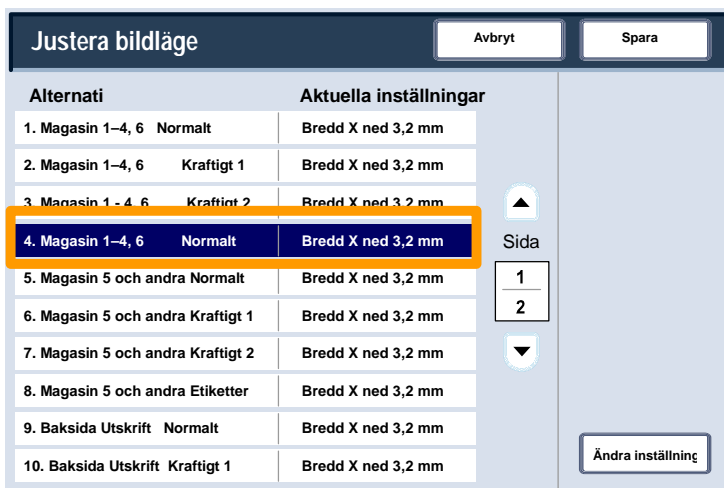 Justera bildläge
Avbryt
Spara
Alternati
Aktuella inställningar
1. Magasin 1–4, 6 Normalt Bredd X ned 3,2 mm
2. Magasin 1–4, 6 Kraftigt 1 Bredd X ned 3,2 mm
3. Magasin 1 - 4, 6 Kraftigt 2 Bredd X ned 3,2 mm
4. Magasin 1–4, 6 Normalt Bredd X ned 3,2 mm
5. Magasin 5 och andra Normalt Bredd X ned 3,2 mm
6. Magasin 5 och andra Kraftigt 1 Bredd X ned 3,2 mm
7. Magasin 5 och andra Kraftigt 2 Bredd X ned 3,2 mm
8. Magasin 5 och andra Etiketter Bredd X ned 3,2 mm
9. Baksida Utskrift Normalt Bredd X ned 3,2 mm
10. Baksida Utskrift Kraftigt 1 Bredd X ned 3,2 mm
Sida
1
2
Ändra inställning